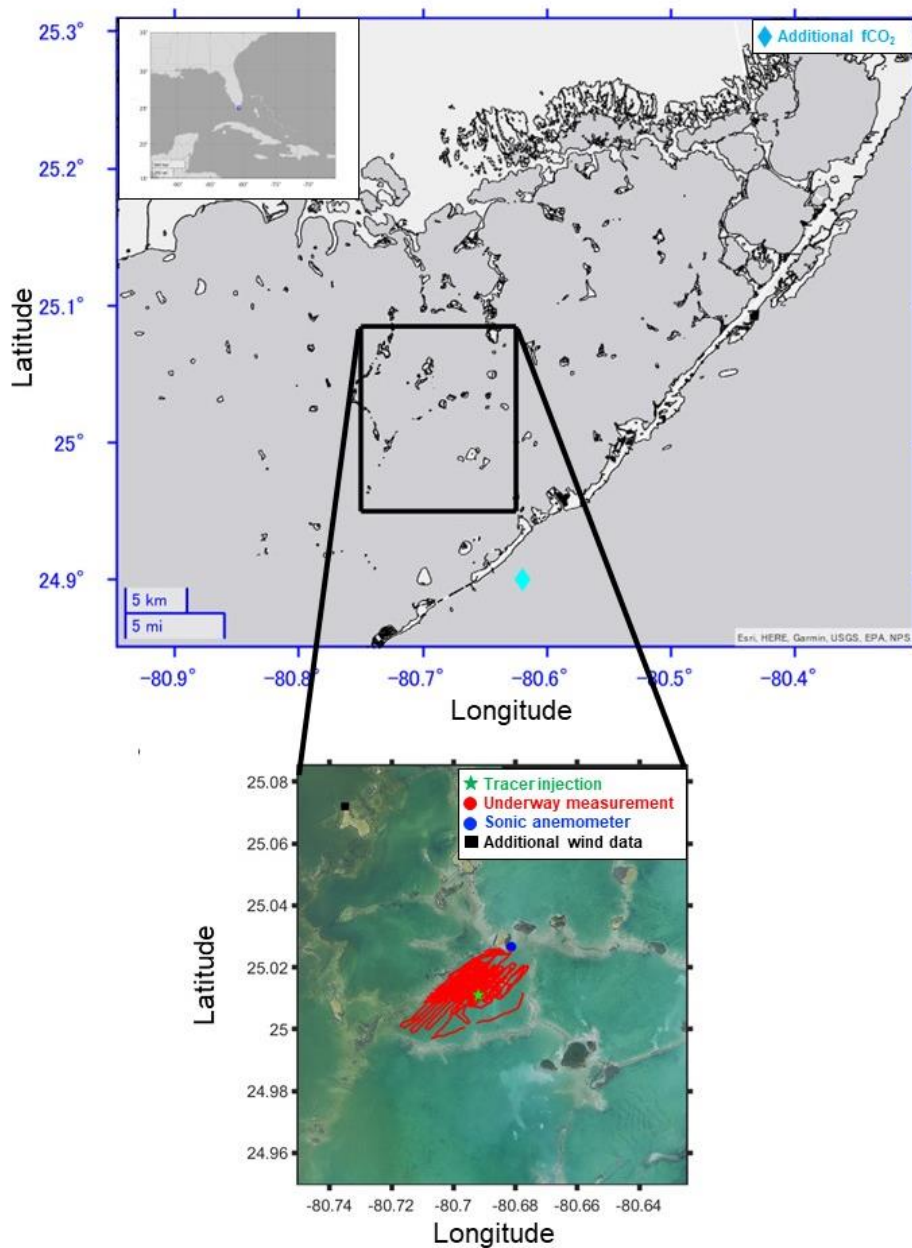 25.3°
25.2°
25.1°
25°
24.9°
Latitude
Additional fCO₂
5 km
5 mi
Esri, HERE, Garmin, USGS, EPA, NPS
-80.9° -80.8° -80.7° -80.6° -80.5° -80.4°
Longitude
Tracer injection
Underway measurement
Sonic anemometer
Additional wind data
25.08
25.06
25.04
25.02
25
24.98
24.96
Latitude
-80.74 -80.72 -80.7 -80.68 -80.66 -80.64
Longitude